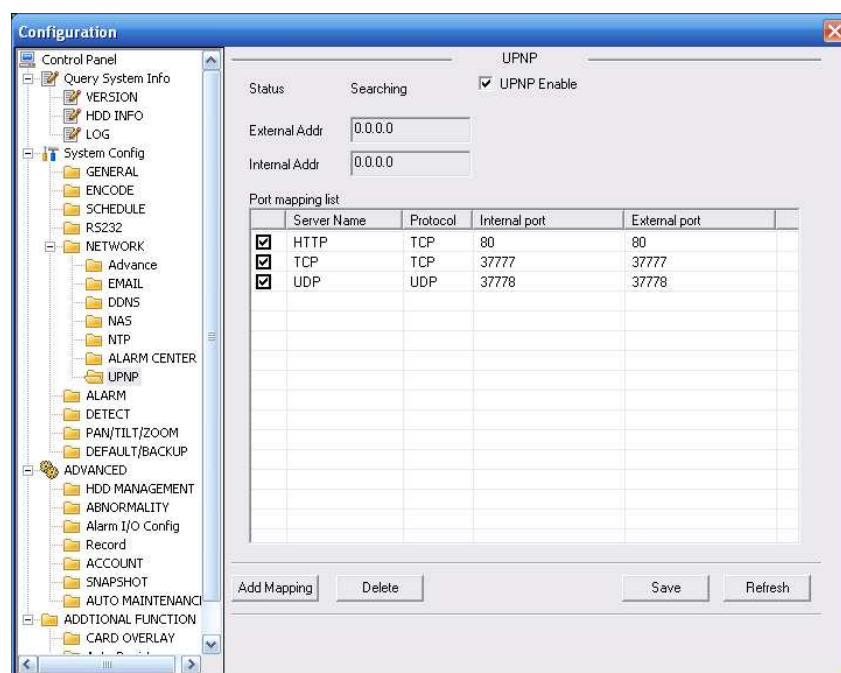 Configuration
Control Panel
Query System Info
VERSION
HDD INFO
LOG
System Config
GENERAL
ENCODE
SCHEDULE
RS232
NETWORK
Advance
EMAIL
DDNS
NAS
NTP
ALARM CENTER
UPNP
ALARM
DETECT
PAN/TILT/ZOOM
DEFAULT/BACKUP
ADVANCED
HDD MANAGEMENT
ABNORMALITY
Alarm I/O Config
Record
ACCOUNT
SNAPSHOT
AUTO MAINTENANC
ADDTIONAL FUNCTION
CARD OVERLAY
UPNP
Status Searching UPNP Enable
External Addr 0.0.0.0
Internal Addr 0.0.0.0
Port mapping list
Server Name Protocol Internal port External port
HTTP TCP 80 80
TCP TCP 37777 37777
UDP UDP 37778 37778
Add Mapping Delete Save Refresh